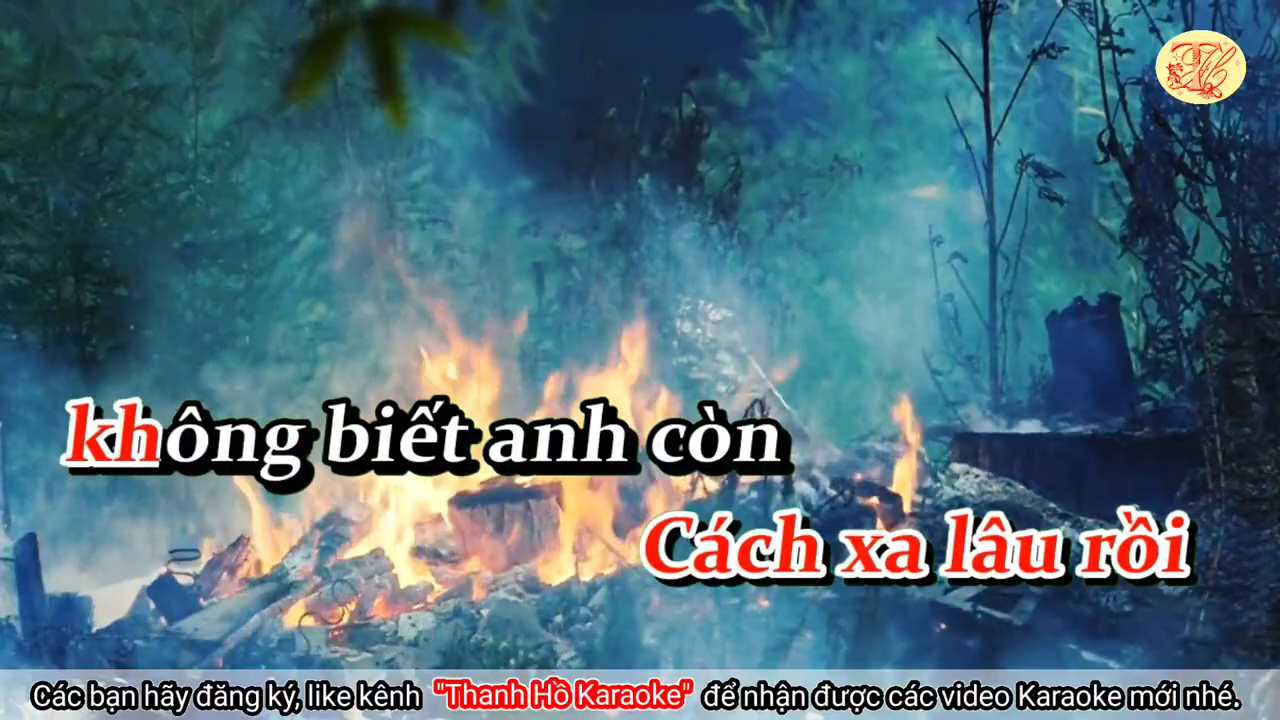 không biết anh còn
Cách xa lâu rồi
Các bạn hãy đăng ký, like kênh "Thanh Hồ Karaoke" để nhận được các video Karaoke mới nhé.